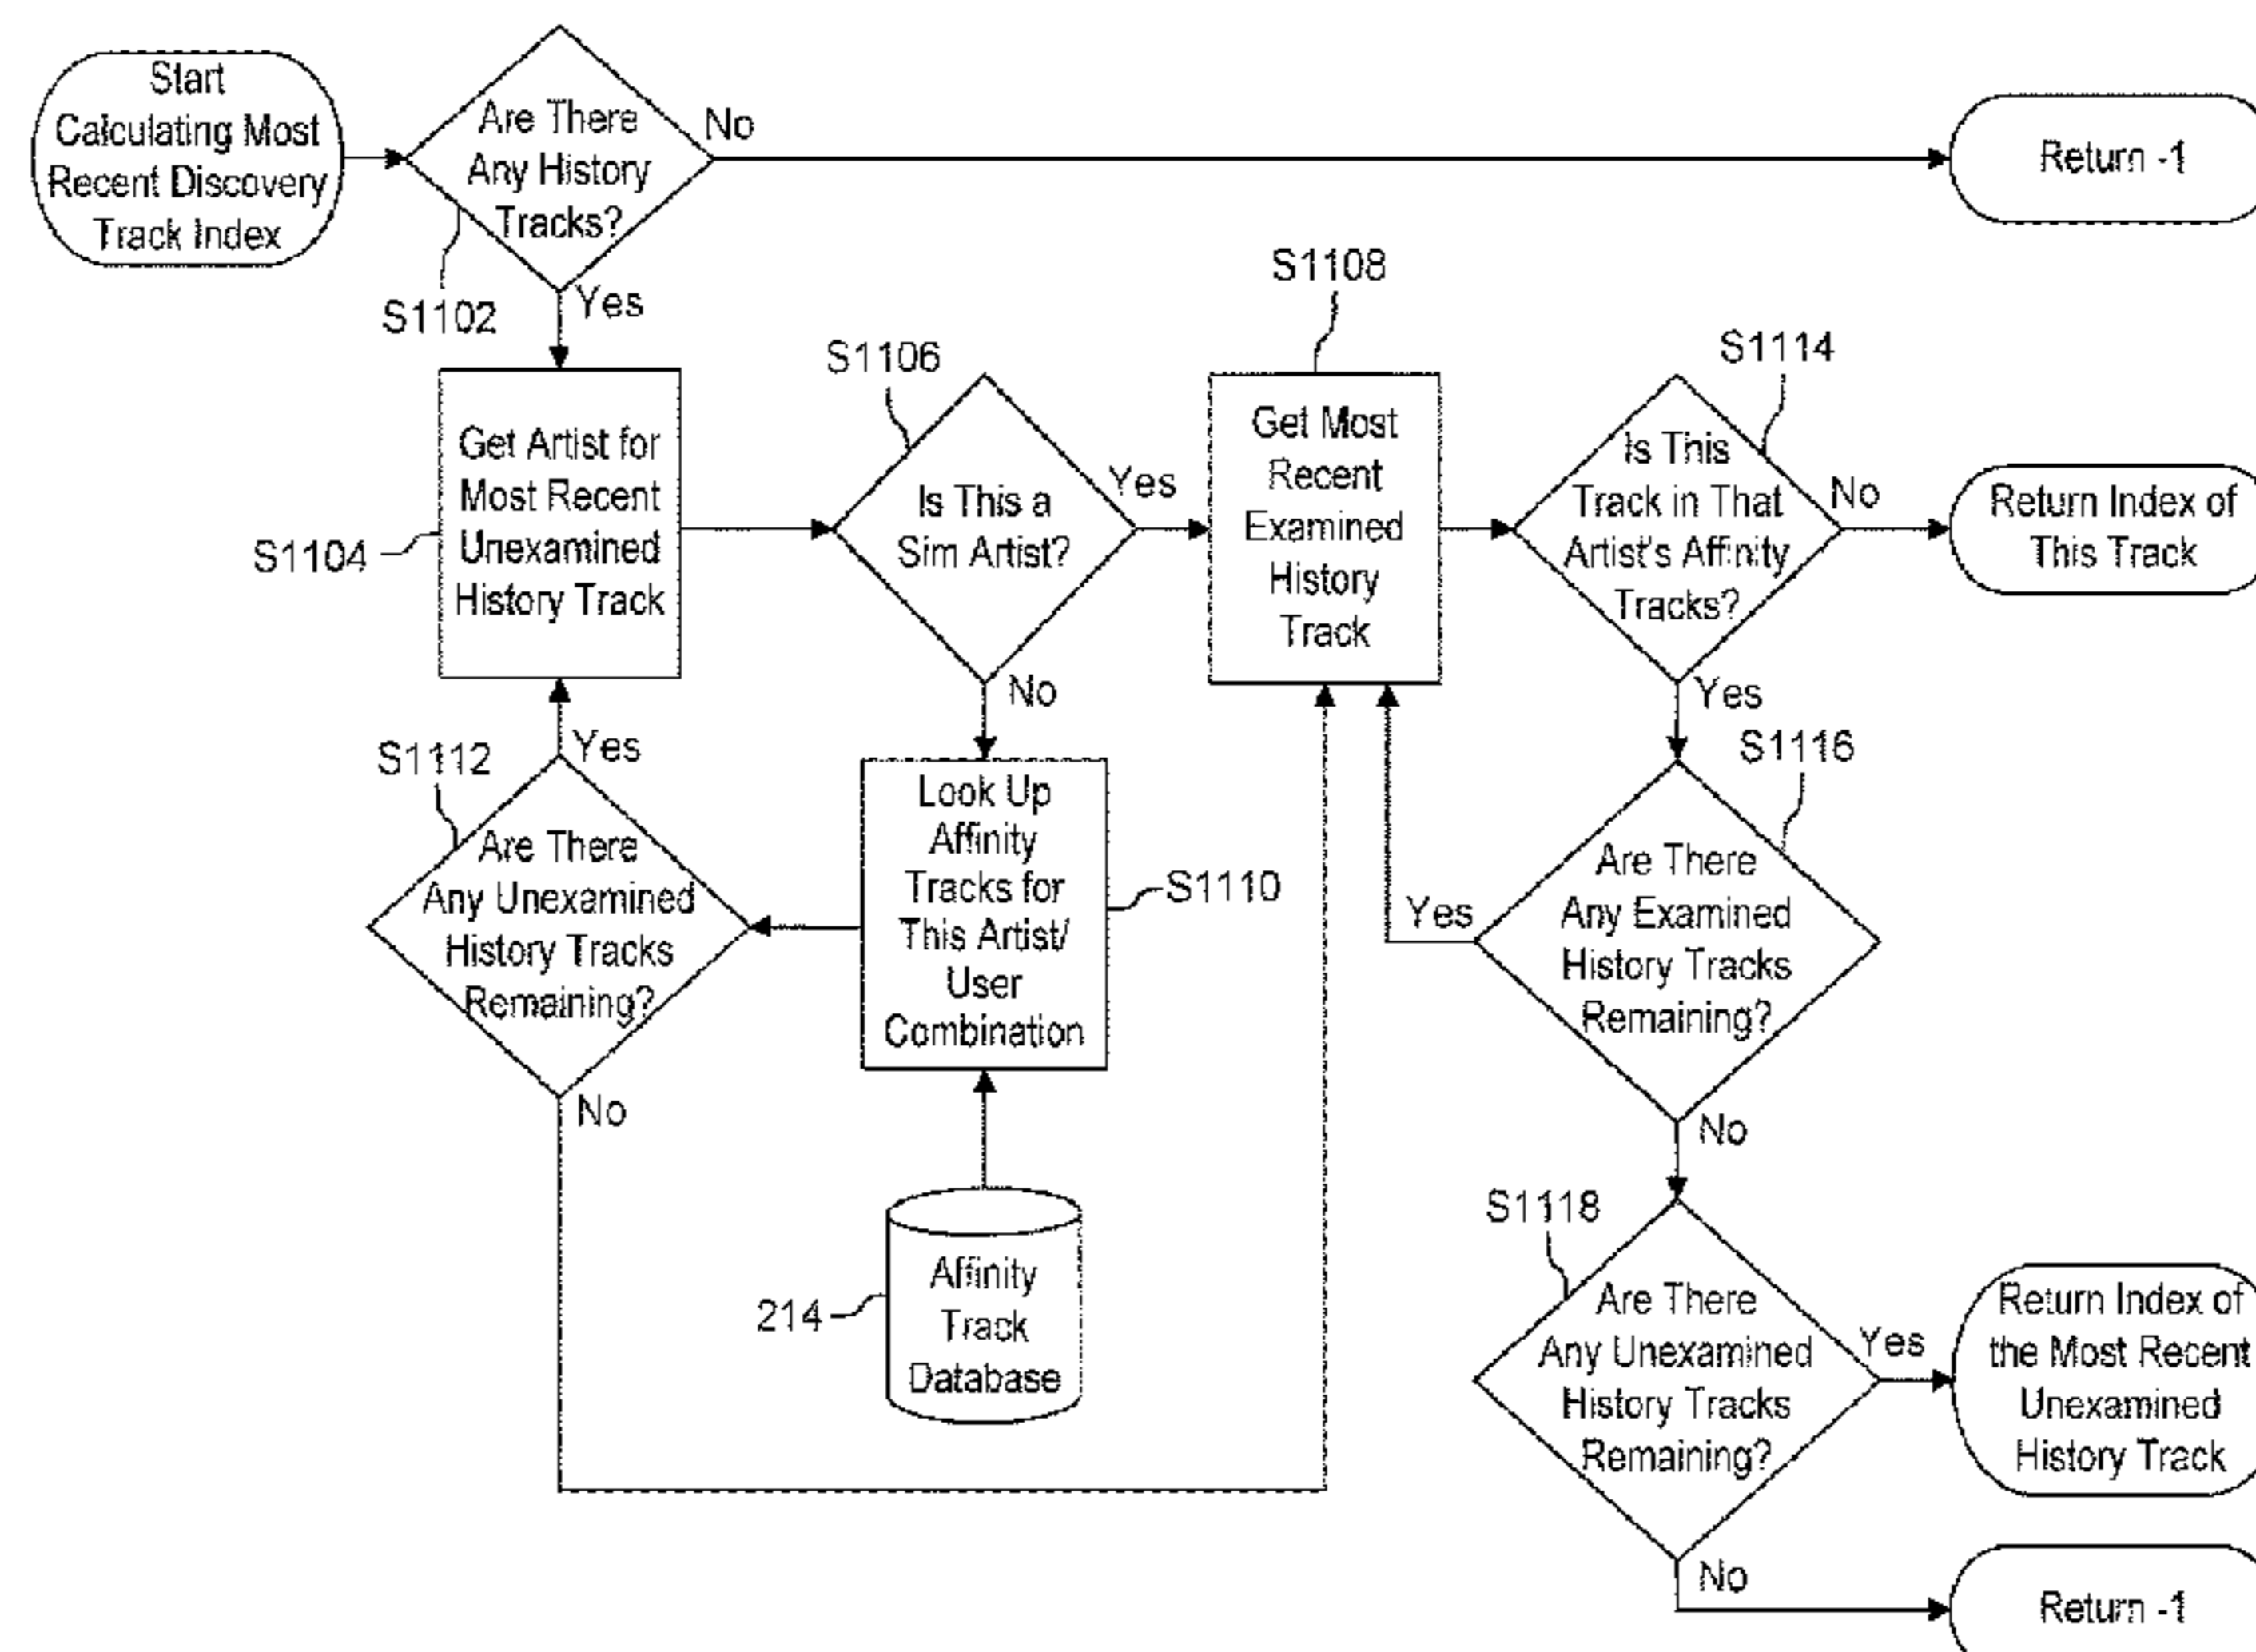 Start
Calculating Most
Recent Discovery
Track Index
Are There
Any History
Tracks?
No
Return -1
S1102
Yes
S1108
S1106
S1114
Get Artist for
Most Recent
Unexamined
History Track
S1104
Is This a
Sim Artist?
Yes
No
Get Most
Recent
Examined
History
Track
Is This
Track in That
Artist's Affinity
Tracks?
No
Return Index of
This Track
Yes
S1112
Yes
Are There
Any Unexamined
History Tracks
Remaining?
No
Look Up
Affinity
Tracks for
This Artist/
User
Combination
S1110
S1116
Are There
Any Examined
History Tracks
Remaining?
Yes
No
214
Affinity
Track
Database
S1118
Are There
Any Unexamined
History Tracks
Remaining?
Yes
Return Index of
the Most Recent
Unexamined
History Track
No
Return -1